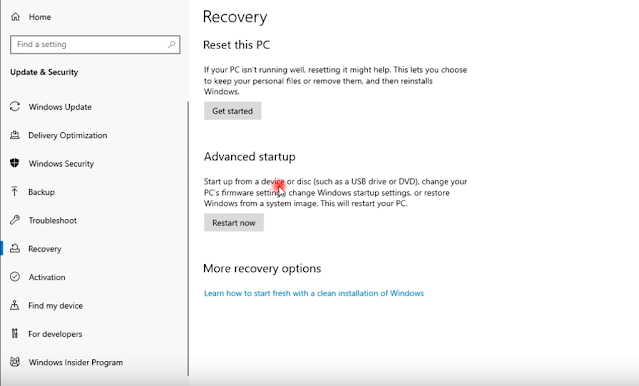 Home
Find a setting
Update & Security
Windows Update
Delivery Optimization
Windows Security
Backup
Troubleshoot
Recovery
Activation
Find my device
For developers
Windows Insider Program
Recovery
Reset this PC
If your PC isn't running well, resetting it might help. This lets you choose
to keep your personal files or remove them, and then reinstalls
Windows.
Get started
Advanced startup
Start up from a device or disc (such as a USB drive or DVD), change your
PC's firmware settings, change Windows startup settings, or restore
Windows from a system image. This will restart your PC.
Restart now
More recovery options
Learn how to start fresh with a clean installation of Windows